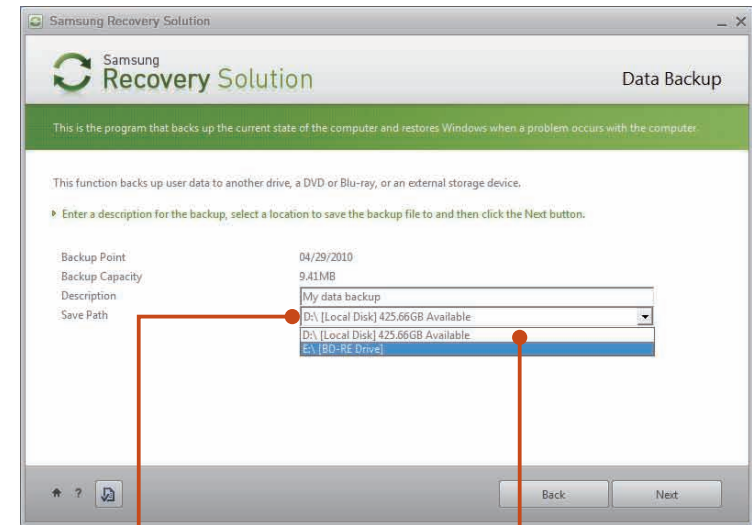 Samsung Recovery Solution
Samsung
Recovery Solution
Data Backup
This is the program that backs up the current state of the computer and restores Windows when a problem occurs with the computer.
This function backs up user data to another drive, a DVD or Blu-ray, or an external storage device.
Enter a description for the backup, select a location to save the backup file to and then click the Next button.
Backup Point 04/29/2010
Backup Capacity 9.41MB
Description My data backup
Save Path D:\ [Local Disk] 425.66GB Available
D:\ [Local Disk] 425.66GB Available
E:\ [BD-RE Drive]
? Back Next